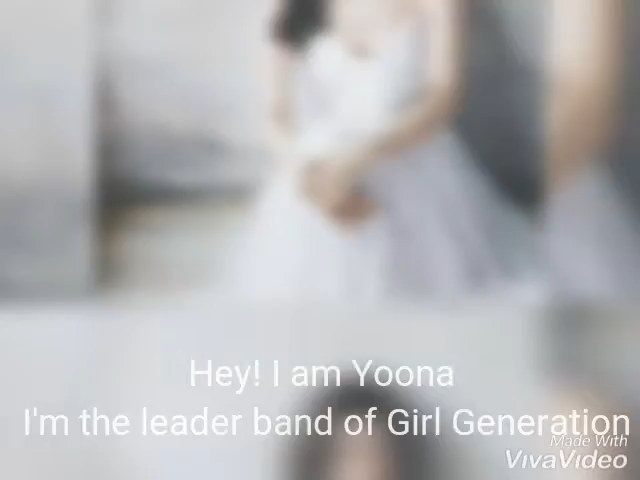 Hey! I am Yoona
I'm the leader band of Girl Generation
Made With
VivaVideo